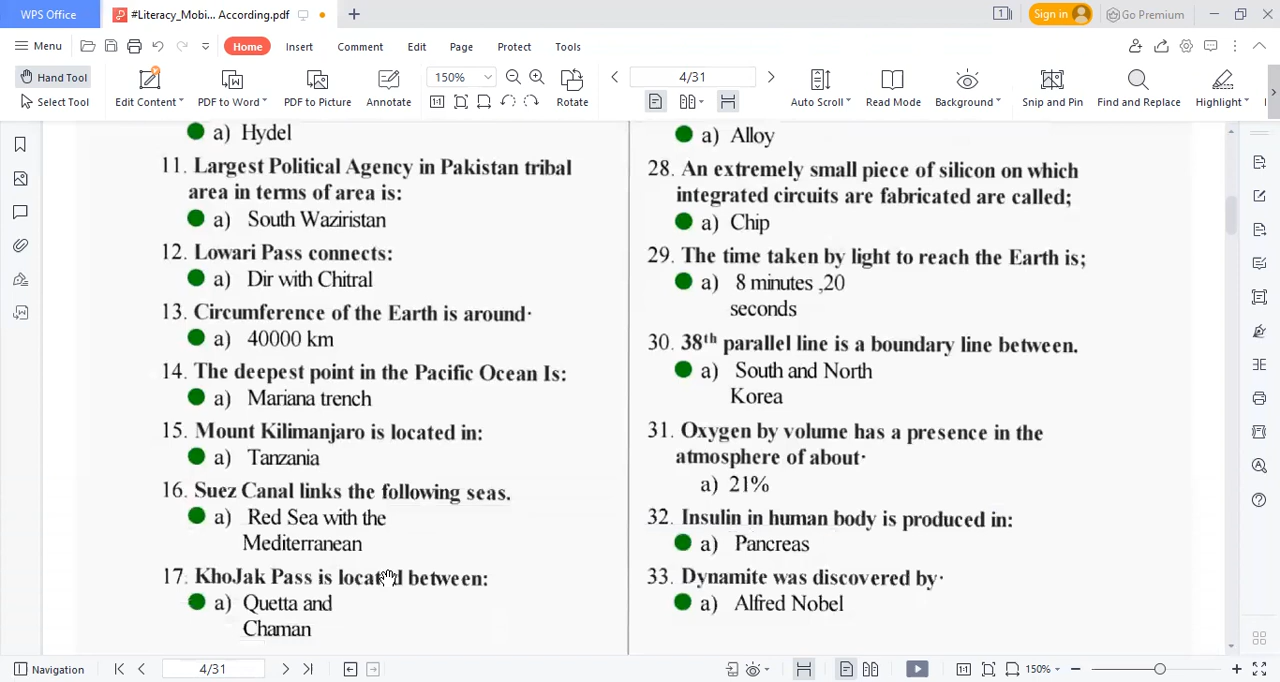 WPS Office
#Literacy_Mobi... According.pdf
Sign in
Go Premium
Menu
Home
Insert
Comment
Edit
Page
Protect
Tools
Hand Tool
Select Tool
Edit Content
PDF to Word
PDF to Picture
Annotate
150%
Rotate
4/31
Auto Scroll
Read Mode
Background
Snip and Pin
Find and Replace
Highlight
a) Hydel
11. Largest Political Agency in Pakistan tribal
area in terms of area is:
a) South Waziristan
12. Lowari Pass connects:
a) Dir with Chitral
13. Circumference of the Earth is around·
a) 40000 km
14. The deepest point in the Pacific Ocean Is:
a) Mariana trench
15. Mount Kilimanjaro is located in:
a) Tanzania
16. Suez Canal links the following seas.
a) Red Sea with the
Mediterranean
17. KhoJak Pass is located between:
a) Quetta and
Chaman
a) Alloy
28. An extremely small piece of silicon on which
integrated circuits are fabricated are called;
a) Chip
29. The time taken by light to reach the Earth is;
a) 8 minutes ,20
seconds
30. 38th parallel line is a boundary line between.
a) South and North
Korea
31. Oxygen by volume has a presence in the
atmosphere of about·
a) 21%
32. Insulin in human body is produced in:
a) Pancreas
33. Dynamite was discovered by·
a) Alfred Nobel
Navigation
4/31
150%